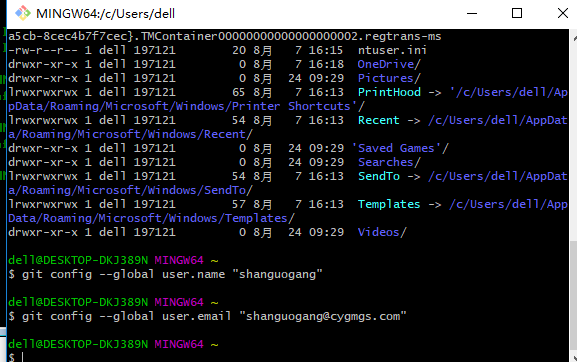 MINGW64:/c/Users/dell
a5cb-8cec4b7f7cec}.TMContainer00000000000000000002.regtrans-ms
-rw-r--r-- 1 dell 197121 20 8月 7 16:15 ntuser.ini
drwxr-xr-x 1 dell 197121 0 8月 7 16:18 OneDrive/
drwxr-xr-x 1 dell 197121 0 8月 24 09:29 Pictures/
lrwxrwxrwx 1 dell 197121 65 8月 7 16:13 PrintHood -> '/c/Users/dell/A
ppData/Roaming/Microsoft/Windows/Printer Shortcuts'/
lrwxrwxrwx 1 dell 197121 54 8月 7 16:13 Recent -> /c/Users/dell/AppDat
a/Roaming/Microsoft/Windows/Recent/
drwxr-xr-x 1 dell 197121 0 8月 24 09:29 'Saved Games'/
drwxr-xr-x 1 dell 197121 0 8月 24 09:29 Searches/
lrwxrwxrwx 1 dell 197121 54 8月 7 16:13 SendTo -> /c/Users/dell/AppDat
a/Roaming/Microsoft/Windows/SendTo/
lrwxrwxrwx 1 dell 197121 57 8月 7 16:13 Templates -> /c/Users/dell/App
Data/Roaming/Microsoft/Windows/Templates/
drwxr-xr-x 1 dell 197121 0 8月 24 09:29 Videos/
dell@DESKTOP-DKJ389N MINGW64 ~
$ git config --global user.name "shanguogang"
dell@DESKTOP-DKJ389N MINGW64 ~
$ git config --global user.email "shanguogang@cygmgs.com"
dell@DESKTOP-DKJ389N MINGW64 ~
$